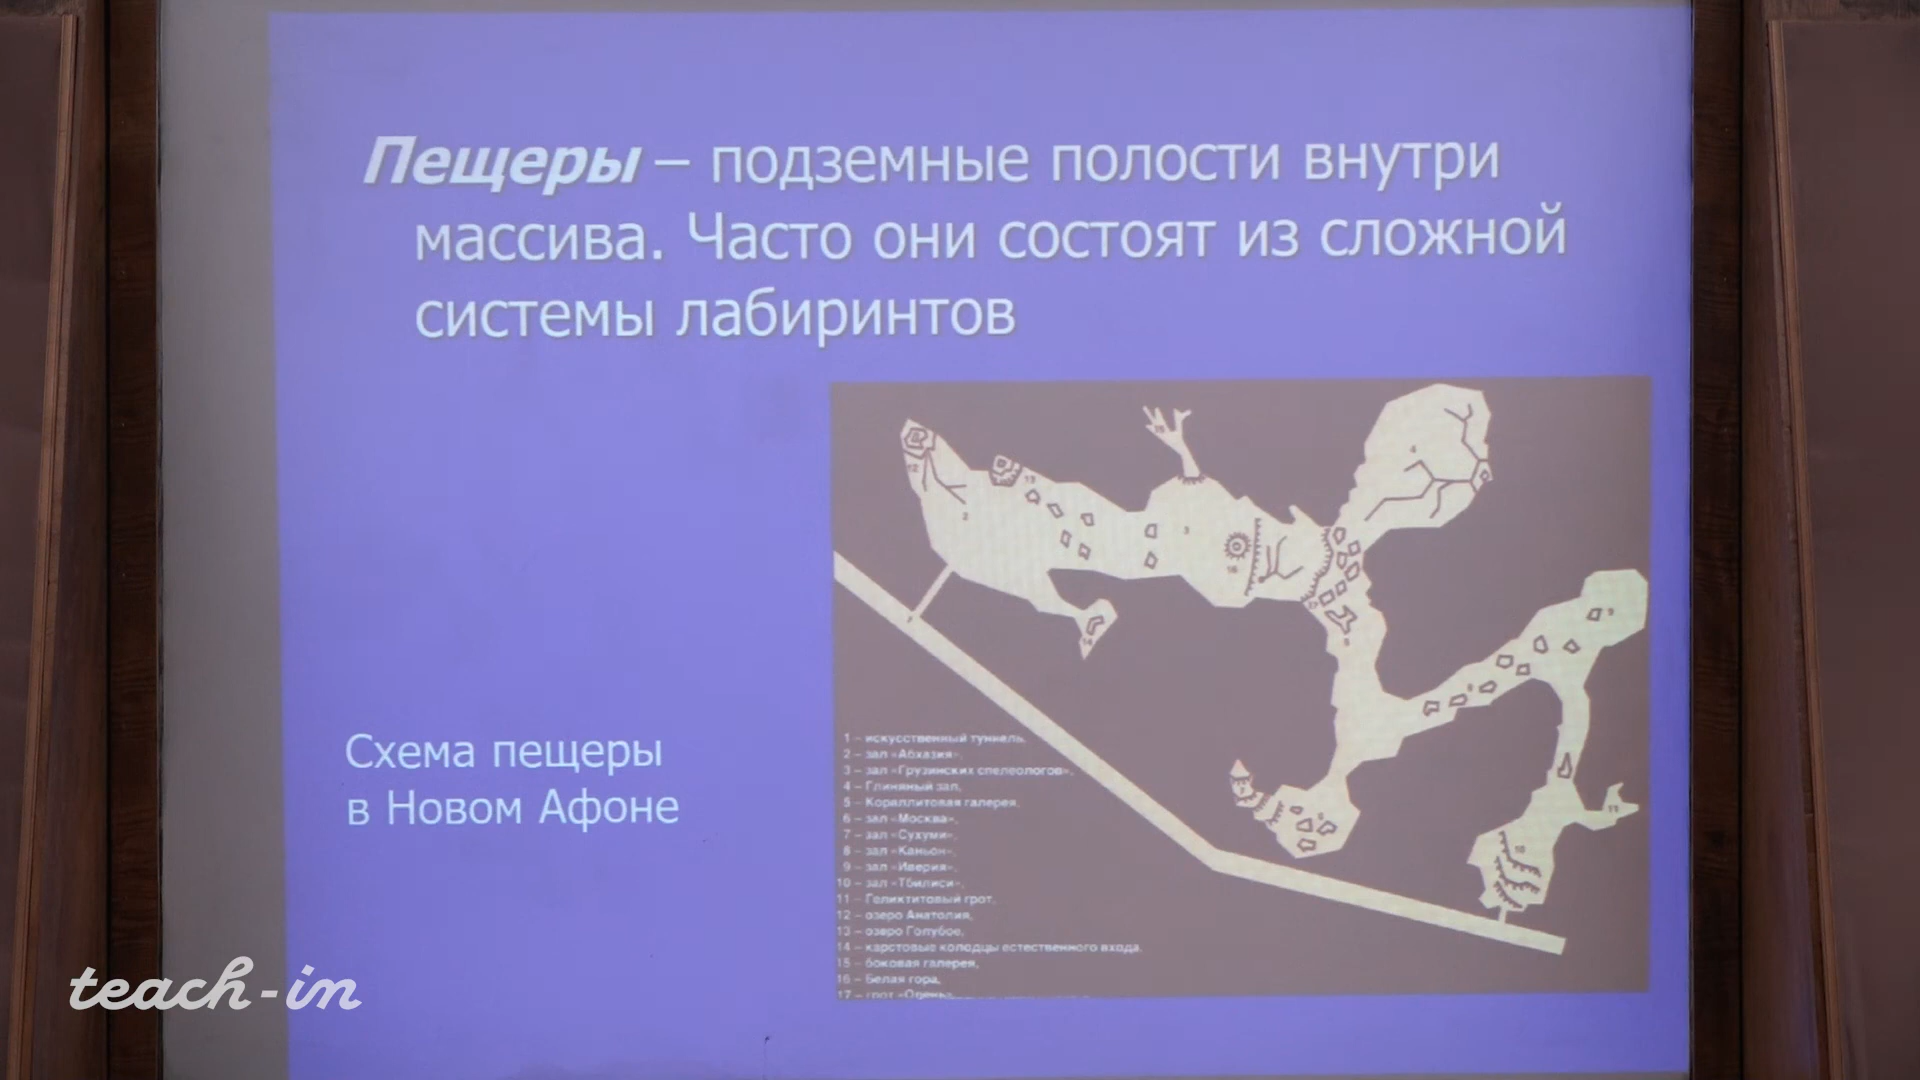 Пещеры – подземные полости внутри
массива. Часто они состоят из сложной
системы лабиринтов
Схема пещеры
в Новом Афоне
1 – искусственный туннель,
2 – зал «Абхазия»,
3 – зал «Грузинских спелеологов»,
4 – Глиняный зал,
5 – Кораллитовая галерея,
6 – зал «Москва»,
7 – зал «Сухуми»,
8 – зал «Каньон»,
9 – зал «Иверия»,
10 – зал «Тбилиси»,
11 – Геликтитовый грот,
12 – озеро Анатолия,
13 – озеро Голубое,
14 – карстовые колодцы естественного входа,
15 – боковая галерея,
16 – Белая гора,
17 – грот
teach-in